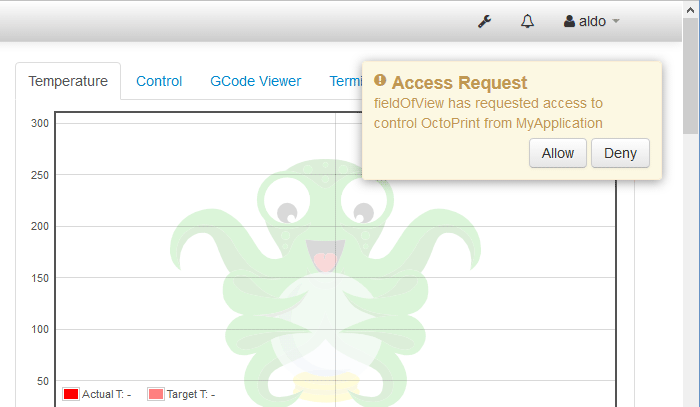 aldo
Temperature
Control
GCode Viewer
Termi
Access Request
fieldOfView has requested access to
control OctoPrint from MyApplication
Allow
Deny
300
250
200
150
100
50
Actual T: -
Target T: -